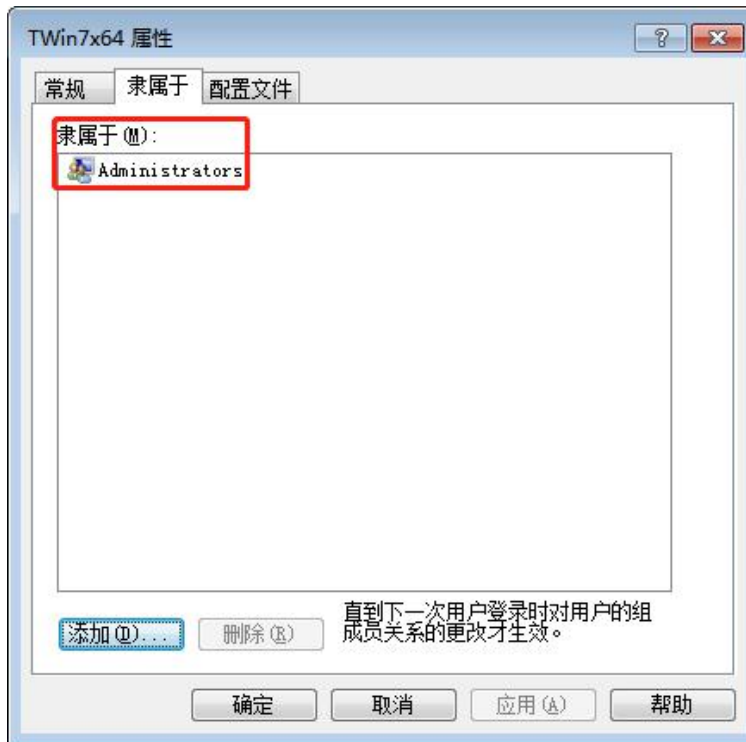 TWin7x64 属性
常规 隶属于 配置文件
隶属于(M):
Administrators
添加(D)... 删除(R) 直到下一次用户登录时对用户的组
成员关系的更改才生效。
确定 取消 应用(A) 帮助